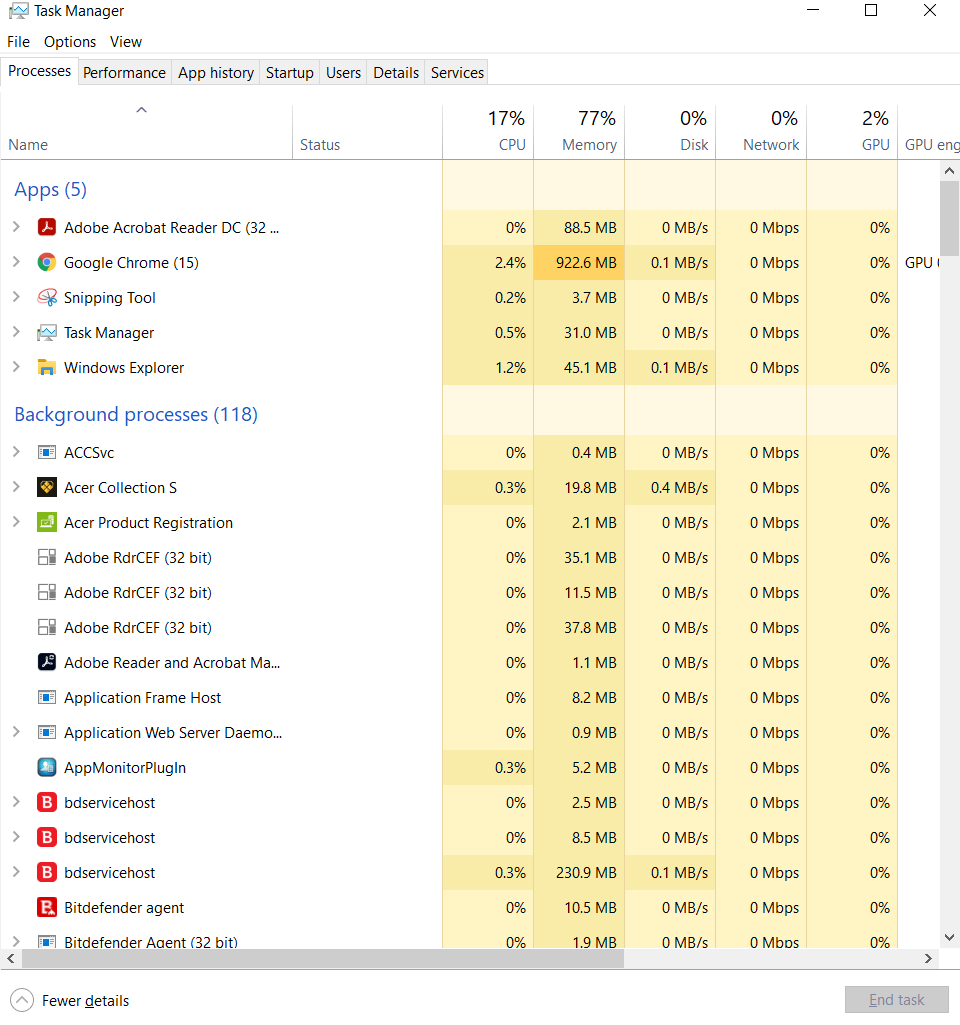 Task Manager
File Options View
Processes Performance App history Startup Users Details Services
17% 77% 0% 0% 2%
Name Status CPU Memory Disk Network GPU GPU eng
Apps (5)
Adobe Acrobat Reader DC (32 ... 0% 88.5 MB 0 MB/s 0 Mbps 0%
Google Chrome (15) 2.4% 922.6 MB 0.1 MB/s 0 Mbps 0% GPU
Snipping Tool 0.2% 3.7 MB 0 MB/s 0 Mbps 0%
Task Manager 0.5% 31.0 MB 0 MB/s 0 Mbps 0%
Windows Explorer 1.2% 45.1 MB 0.1 MB/s 0 Mbps 0%
Background processes (118)
ACCSvc 0% 0.4 MB 0 MB/s 0 Mbps 0%
Acer Collection S 0.3% 19.8 MB 0.4 MB/s 0 Mbps 0%
Acer Product Registration 0% 2.1 MB 0 MB/s 0 Mbps 0%
Adobe RdrCEF (32 bit) 0% 35.1 MB 0 MB/s 0 Mbps 0%
Adobe RdrCEF (32 bit) 0% 11.5 MB 0 MB/s 0 Mbps 0%
Adobe RdrCEF (32 bit) 0% 37.8 MB 0 MB/s 0 Mbps 0%
Adobe Reader and Acrobat Ma... 0% 1.1 MB 0 MB/s 0 Mbps 0%
Application Frame Host 0% 8.2 MB 0 MB/s 0 Mbps 0%
Application Web Server Daemo... 0% 0.9 MB 0 MB/s 0 Mbps 0%
AppMonitorPlugIn 0.3% 5.2 MB 0 MB/s 0 Mbps 0%
B bdservicehost 0% 2.5 MB 0 MB/s 0 Mbps 0%
B bdservicehost 0% 8.5 MB 0 MB/s 0 Mbps 0%
B bdservicehost 0.3% 230.9 MB 0.1 MB/s 0 Mbps 0%
B Bitdefender agent 0% 10.5 MB 0 MB/s 0 Mbps 0%
Bitdefender Agent (32 bit) 0% 1.9 MB 0 MB/s 0 Mbps 0%
Fewer details End task